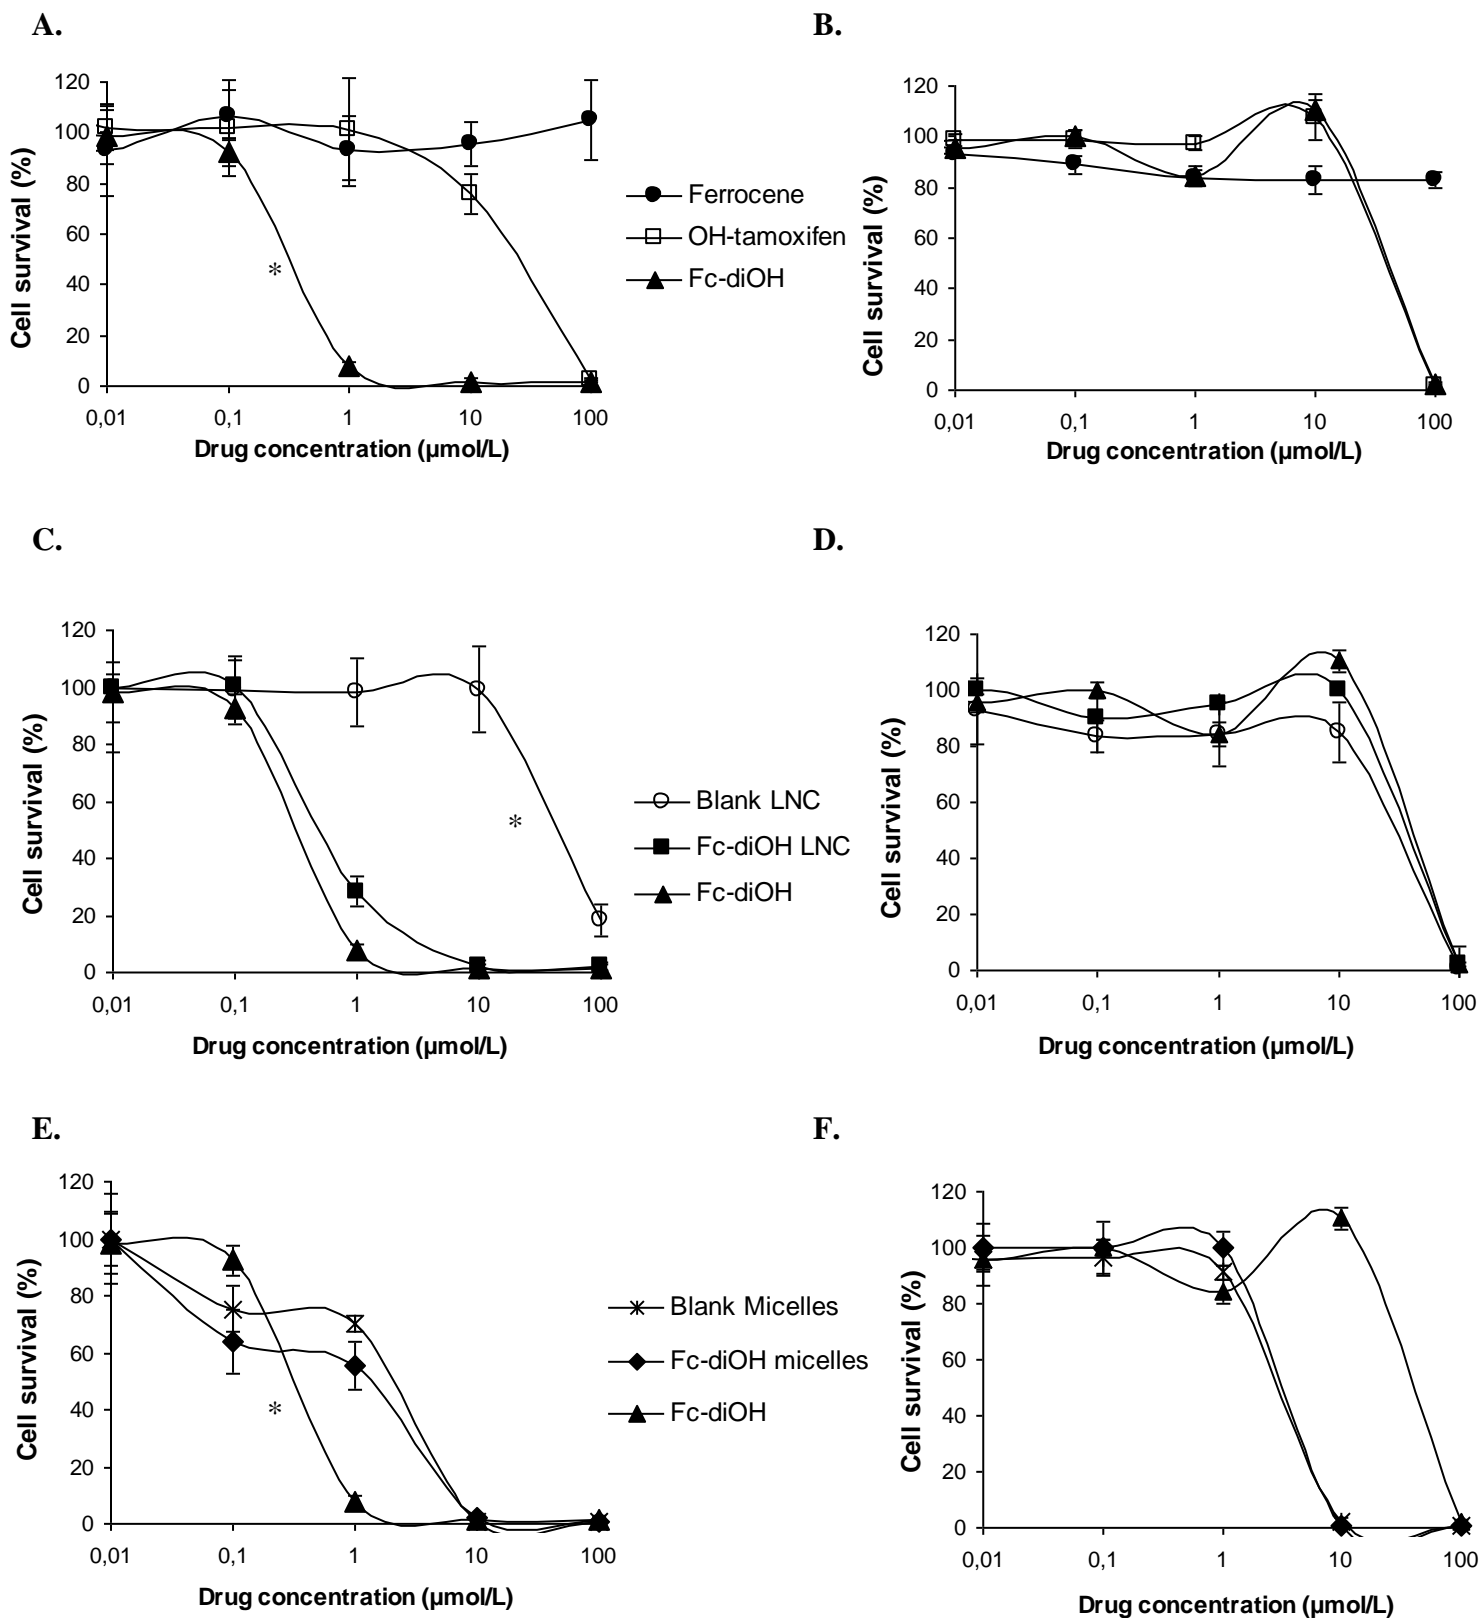 A.
120
100
80
60
40
20
0
Cell survival (%)
*
0,01 0,1 1 10 100
Drug concentration (µmol/L)
Ferrocene
OH-tamoxifen
Fc-diOH
B.
120
100
80
60
40
20
0
Cell survival (%)
0,01 0,1 1 10 100
Drug concentration (µmol/L)
C.
120
100
80
60
40
20
0
Cell survival (%)
*
0,01 0,1 1 10 100
Drug concentration (µmol/L)
Blank LNC
Fc-diOH LNC
Fc-diOH
D.
120
100
80
60
40
20
0
Cell survival (%)
0,01 0,1 1 10 100
Drug concentration (µmol/L)
E.
120
100
80
60
40
20
0
Cell survival (%)
*
0,01 0,1 1 10 100
Drug concentration (µmol/L)
Blank Micelles
Fc-diOH micelles
Fc-diOH
F.
120
100
80
60
40
20
0
Cell survival (%)
0,01 0,1 1 10 100
Drug concentration (µmol/L)